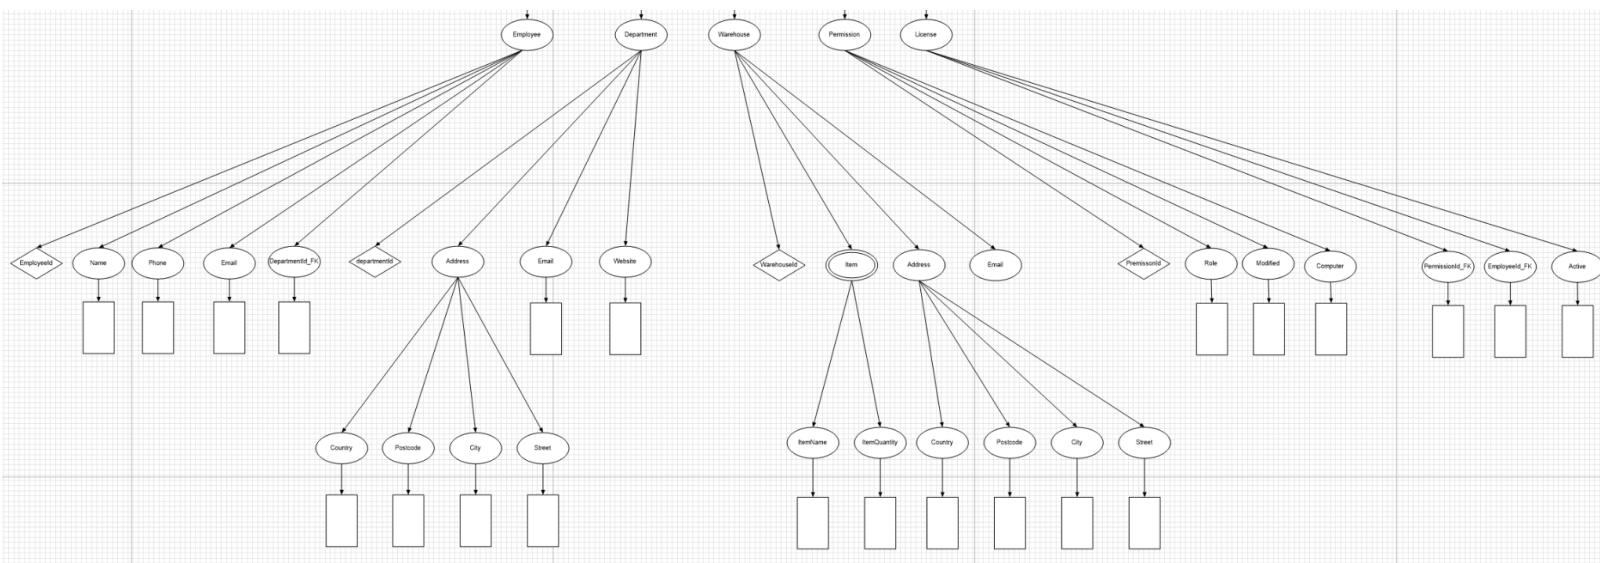 Employee
Department
Warehouse
Permission
License
EmployeeId
Name
Phone
Email
DepartmentId_FK
departmentId
Address
Email
Website
WarehouseId
Item
Address
Email
PremissonId
Role
Modified
Computer
PermissionId_FK
EmployeeId_FK
Active
Country
Postcode
City
Street
ItemName
ItemQuantity
Country
Postcode
City
Street